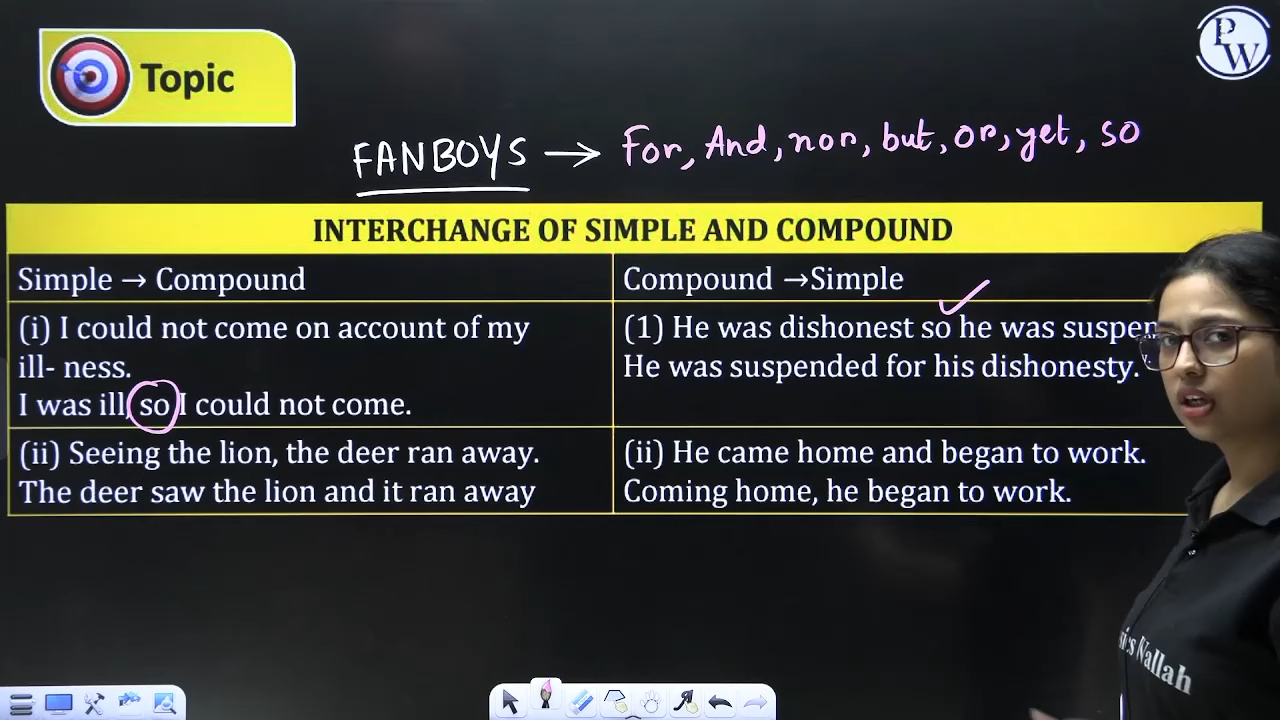 PW
Topic
FANBOYS → For, And, nor, but, or, yet, so
INTERCHANGE OF SIMPLE AND COMPOUND
Simple → Compound
Compound →Simple
(i) I could not come on account of my
ill- ness.
I was ill, so I could not come.
(1) He was dishonest so he was
He was suspended for his dishonesty.
(ii) Seeing the lion, the deer ran away.
The deer saw the lion and it ran away
(ii) He came home and began to work.
Coming home, he began to work.
Wallah